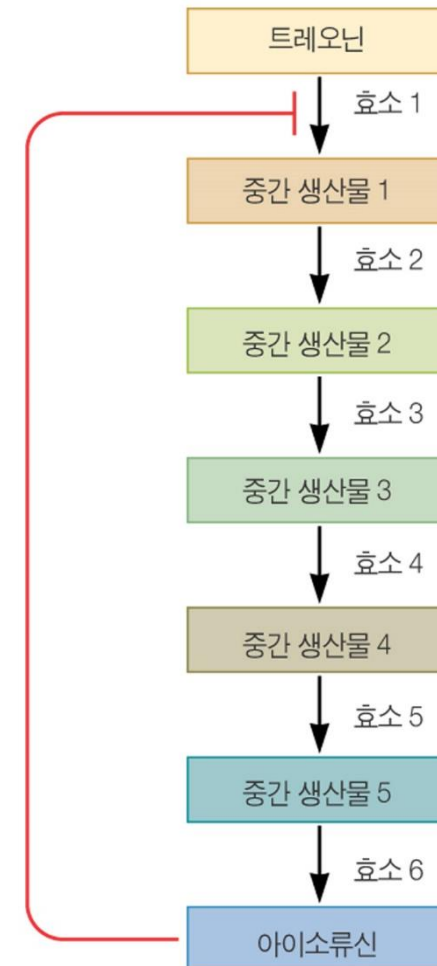 트레오닌
효소 1
중간 생산물 1
효소 2
중간 생산물 2
효소 3
중간 생산물 3
효소 4
중간 생산물 4
효소 5
중간 생산물 5
효소 6
아이소류신